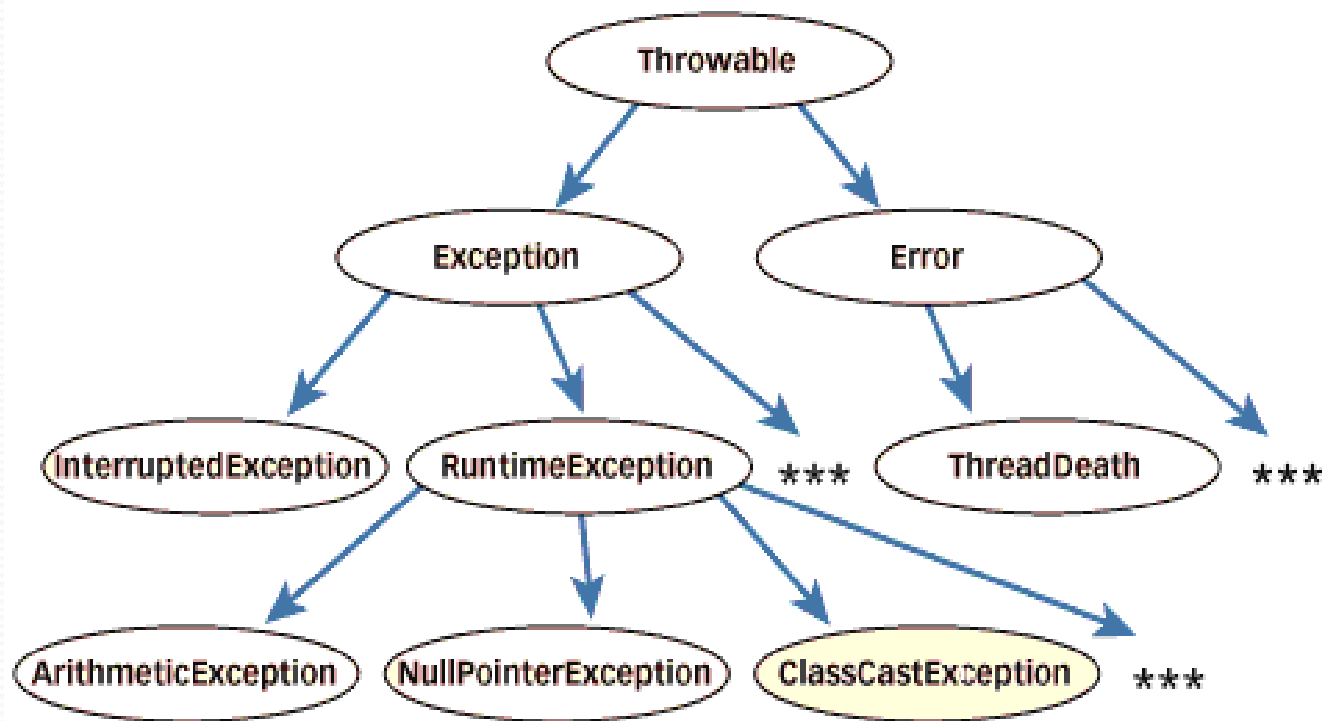 Throwable
Exception
Error
InterruptedException
RuntimeException
***
ThreadDeath
***
ArithmeticException
NullPointerException
ClassCastException
***